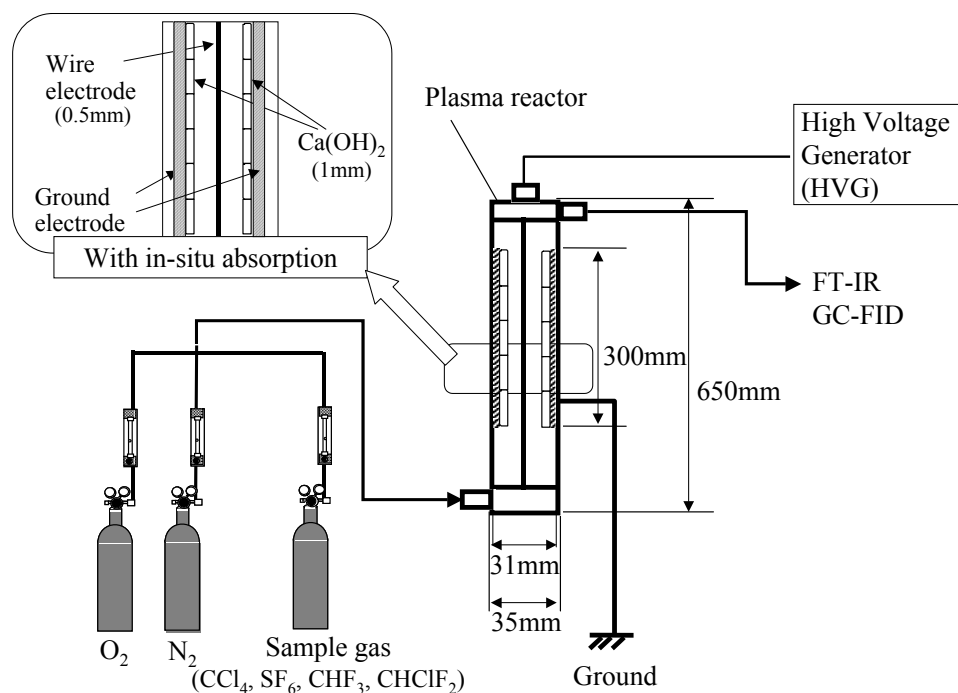 Wire
electrode
(0.5mm)
Ca(OH)₂
(1mm)
Ground
electrode
With in-situ absorption
Plasma reactor
High Voltage
Generator
(HVG)
FT-IR
GC-FID
300mm
650mm
31mm
35mm
Ground
O₂
N₂
Sample gas
(CCl₄, SF₆, CHF₃, CHClF₂)